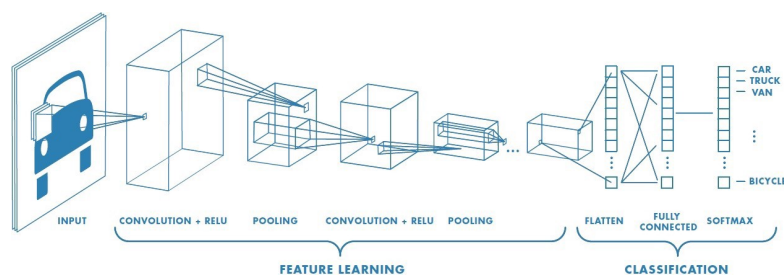 CAR
TRUCK
VAN
BICYCLE
INPUT
CONVOLUTION + RELU
POOLING
CONVOLUTION + RELU
POOLING
FLATTEN
FULLY
CONNECTED
SOFTMAX
FEATURE LEARNING
CLASSIFICATION